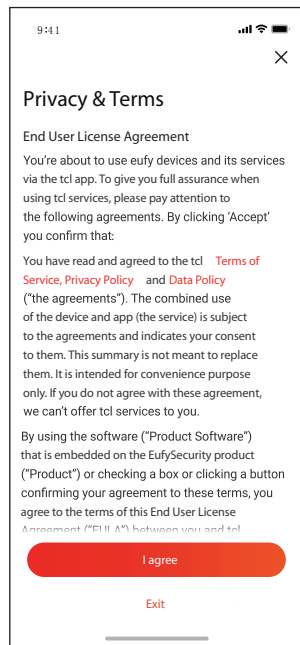 9:41
Privacy & Terms
End User License Agreement
You're about to use eufy devices and its services
via the tcl app. To give you full assurance when
using tcl services, please pay attention to
the following agreements. By clicking 'Accept'
you confirm that:
You have read and agreed to the tcl Terms of
Service, Privacy Policy and Data Policy
("the agreements"). The combined use
of the device and app (the service) is subject
to the agreements and indicates your consent
to them. This summary is not meant to replace
them. It is intended for convenience purpose
only. If you do not agree with these agreement,
we can't offer tcl services to you.
By using the software ("Product Software")
that is embedded on the EufySecurity product
("Product") or checking a box or clicking a button
confirming your agreement to these terms, you
agree to the terms of this End User License
Agreement ("EULA") between you and tcl
I agree
Exit